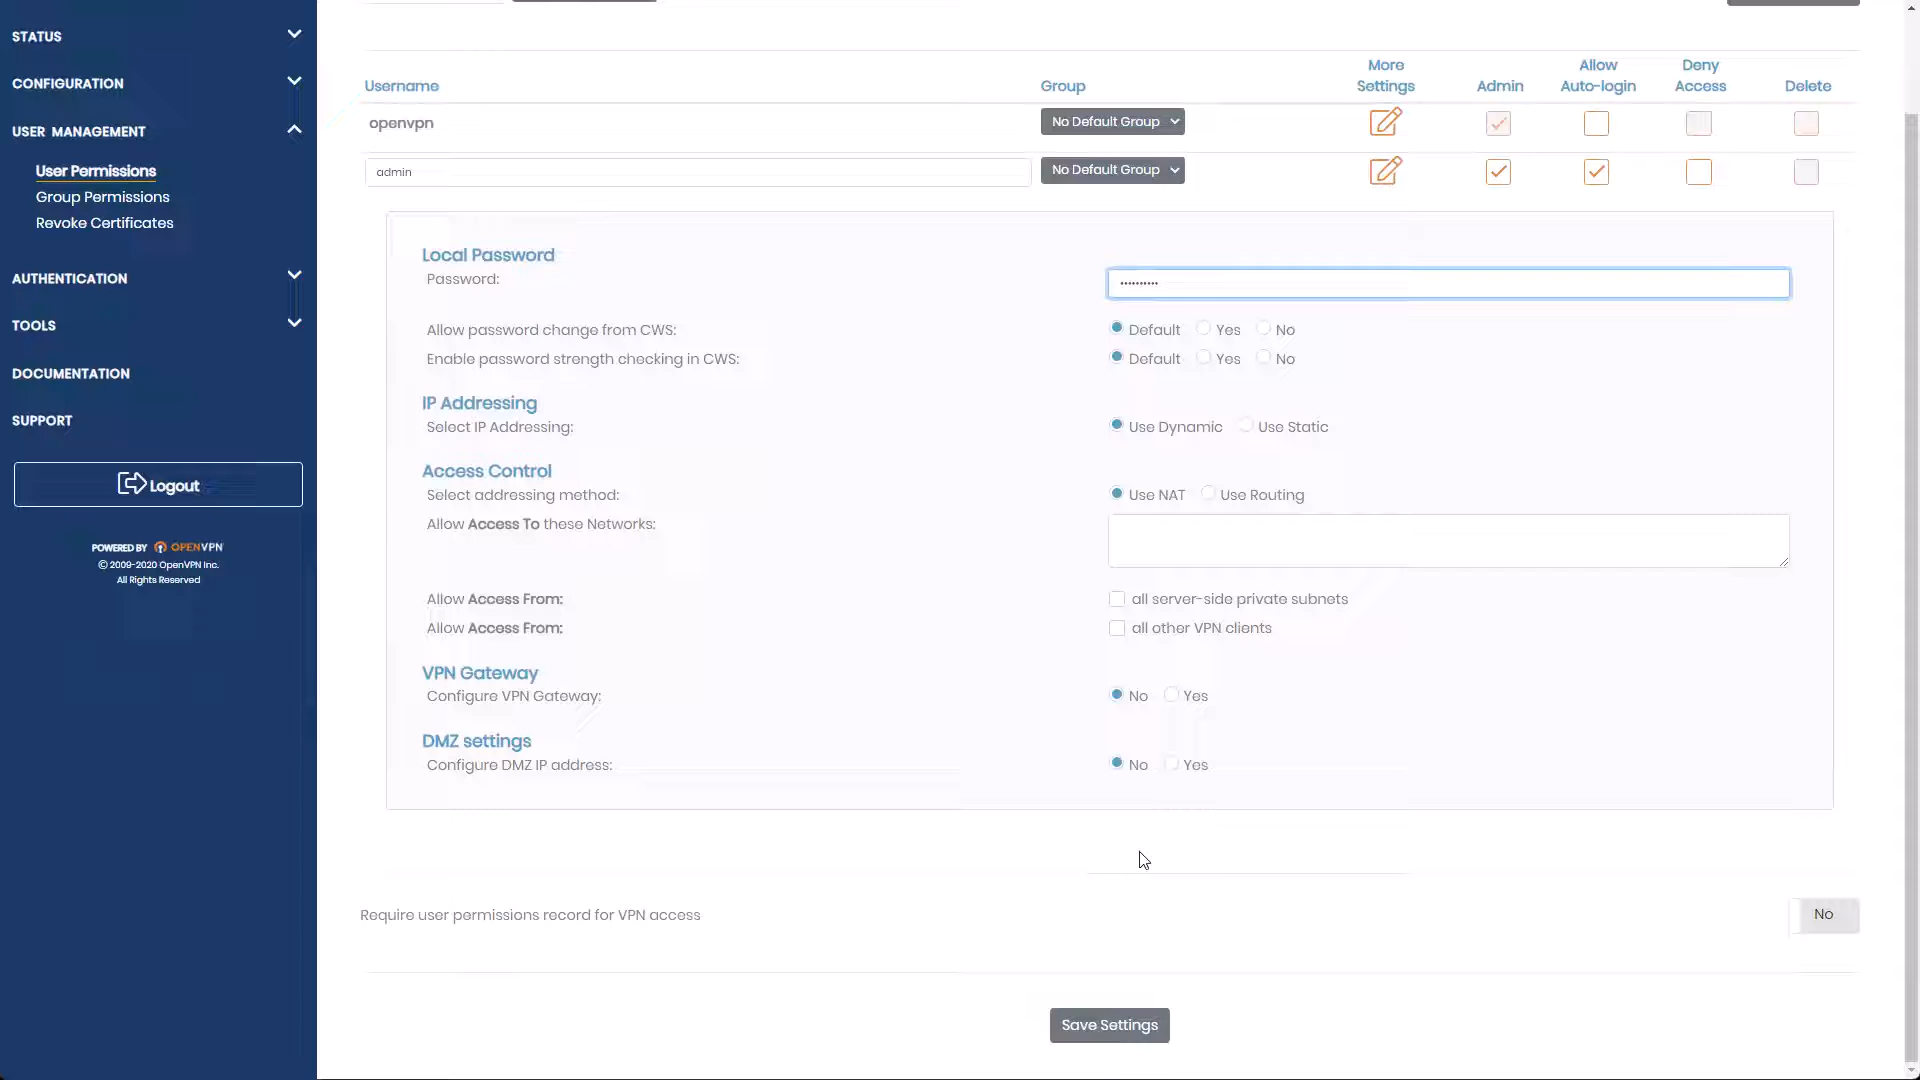 STATUS
CONFIGURATION
USER MANAGEMENT
User Permissions
Group Permissions
Revoke Certificates
AUTHENTICATION
TOOLS
DOCUMENTATION
SUPPORT
Logout
POWERED BY OPENVPN
© 2009-2020 OpenVPN Inc.
All Rights Reserved
Username Group More Settings Admin Allow Auto-login Deny Access Delete
openvpn No Default Group
admin No Default Group
Local Password
Password: ••••••••••
Allow password change from CWS: Default Yes No
Enable password strength checking in CWS: Default Yes No
IP Addressing
Select IP Addressing: Use Dynamic Use Static
Access Control
Select addressing method: Use NAT Use Routing
Allow Access To these Networks:
Allow Access From: all server-side private subnets
Allow Access From: all other VPN clients
VPN Gateway
Configure VPN Gateway: No Yes
DMZ settings
Configure DMZ IP address: No Yes
Require user permissions record for VPN access No
Save Settings